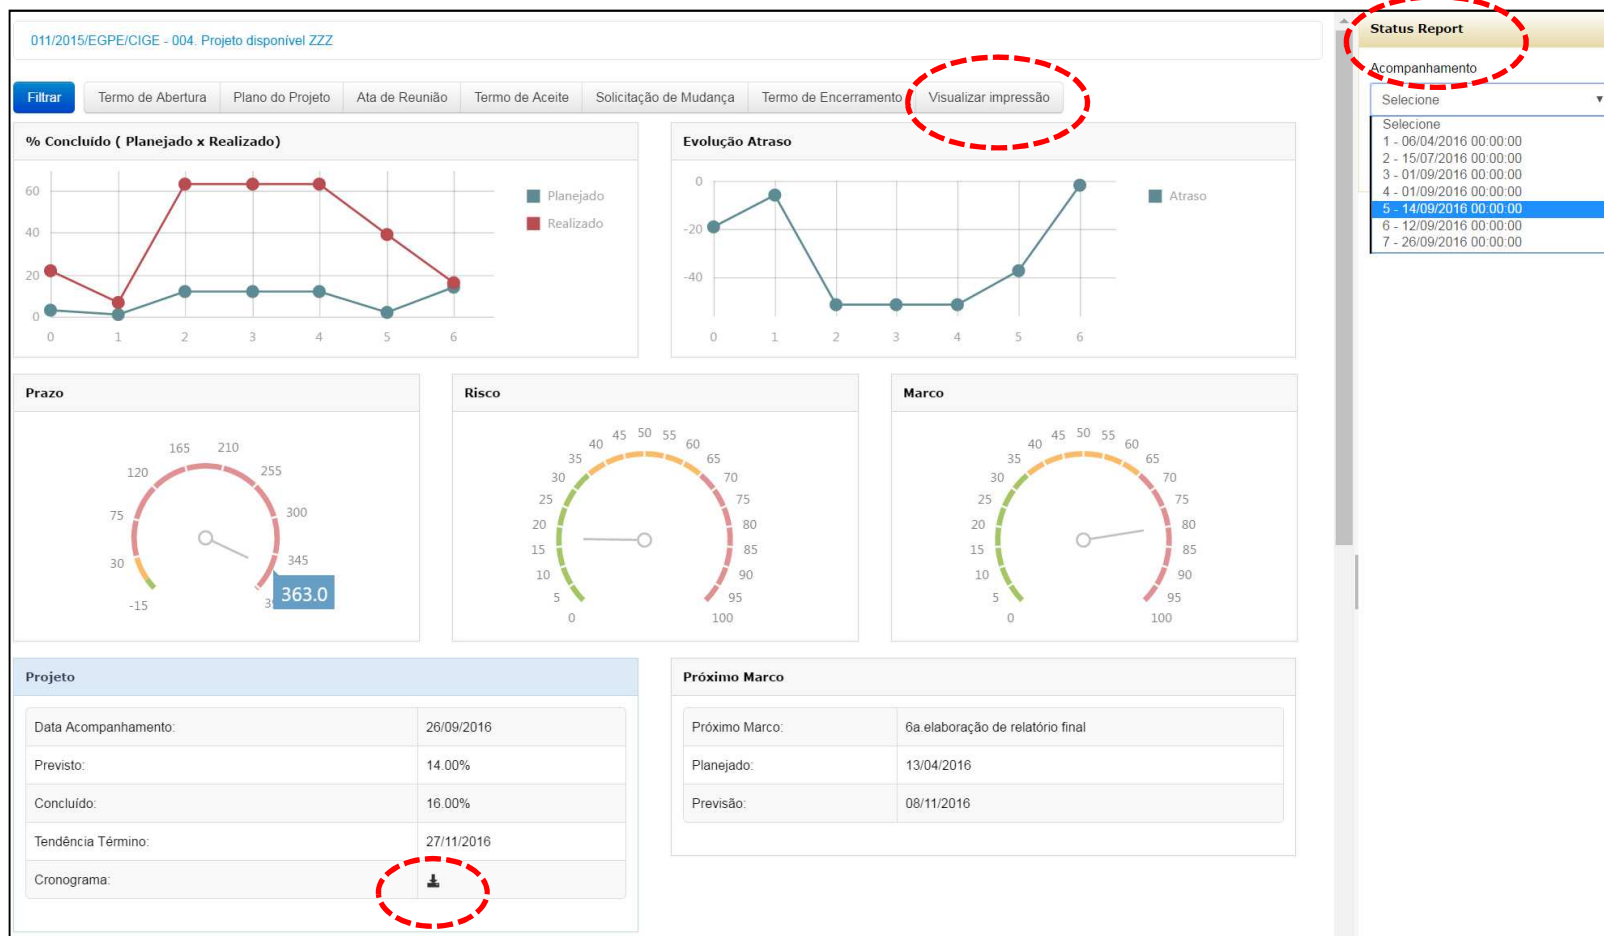 011/2015/EGPE/CIGE - 004. Projeto disponível ZZZ
Filtrar Termo de Abertura Plano do Projeto Ata de Reunião Termo de Aceite Solicitação de Mudança Termo de Encerramento Visualizar impressão
% Concluído ( Planejado x Realizado)
60
40
20
0
0 1 2 3 4 5 6
Planejado
Realizado
Evolução Atraso
0
-20
-40
0 1 2 3 4 5 6
Atraso
Prazo
-15 30 75 120 165 210 255 300 345
363.0
Risco
0 5 10 15 20 25 30 35 40 45 50 55 60 65 70 75 80 85 90 95 100
Marco
0 5 10 15 20 25 30 35 40 45 50 55 60 65 70 75 80 85 90 95 100
Projeto
Data Acompanhamento: 26/09/2016
Previsto: 14.00%
Concluído: 16.00%
Tendência Término: 27/11/2016
Cronograma:
Próximo Marco
Próximo Marco: 6a.elaboração de relatório final
Planejado: 13/04/2016
Previsão: 08/11/2016
Status Report
Acompanhamento
Selecione
Selecione
1 - 06/04/2016 00:00:00
2 - 15/07/2016 00:00:00
3 - 01/09/2016 00:00:00
4 - 01/09/2016 00:00:00
5 - 14/09/2016 00:00:00
6 - 12/09/2016 00:00:00
7 - 26/09/2016 00:00:00